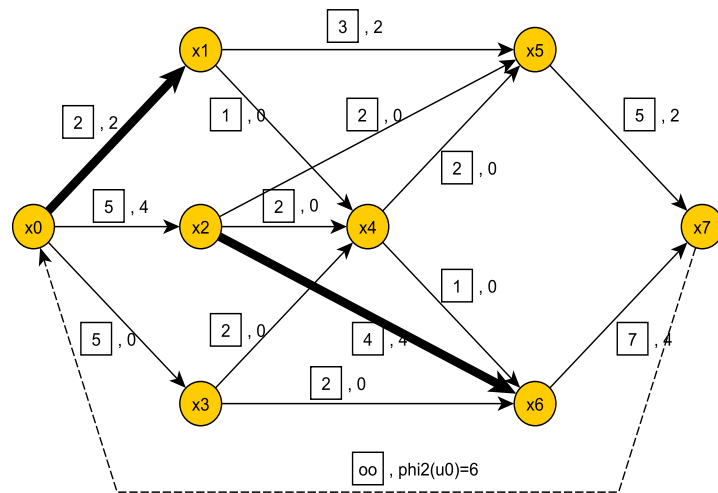 x1
3 , 2
x5
2 , 2
1 , 0
2 , 0
5 , 2
2 , 0
x0
5 , 4
x2
2 , 0
x4
x7
1 , 0
5 , 0
2 , 0
4 , 4
7 , 4
x3
2 , 0
x6
oo , phi2(u0)=6